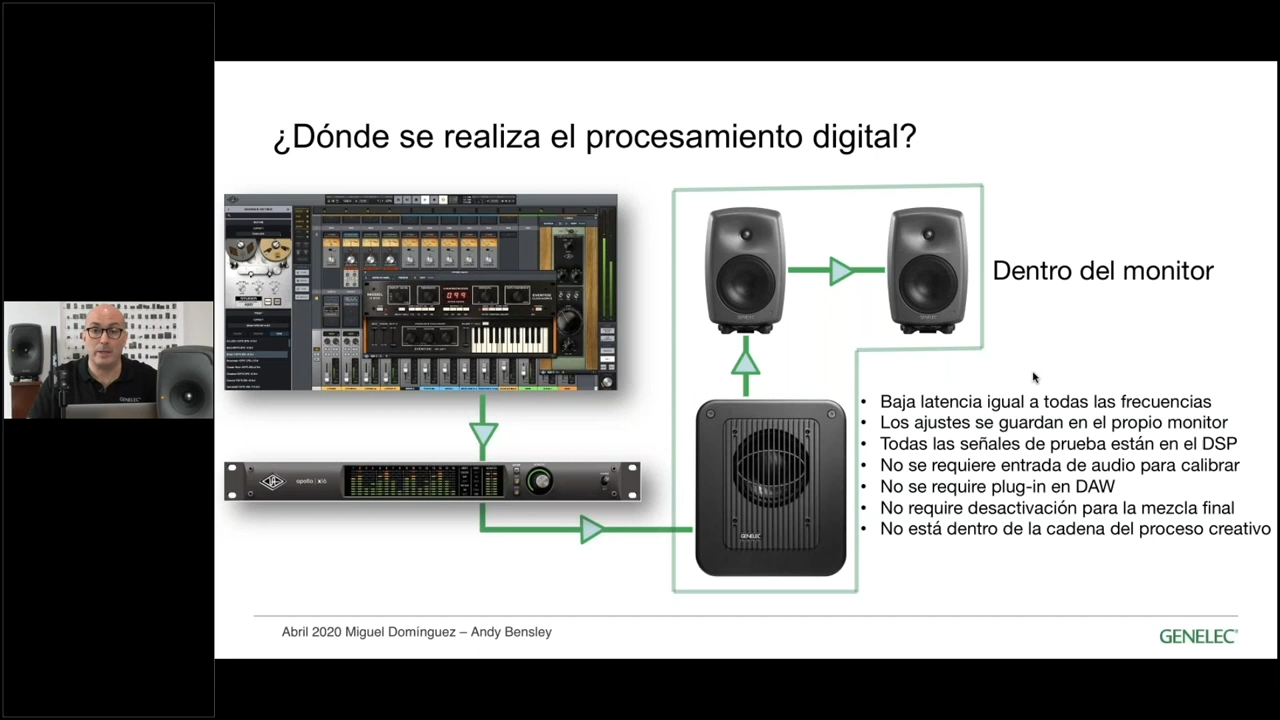 ¿Dónde se realiza el procesamiento digital?
Dentro del monitor
apollo | x16
GENELEC
• Baja latencia igual a todas las frecuencias
• Los ajustes se guardan en el propio monitor
• Todas las señales de prueba están en el DSP
• No se requiere entrada de audio para calibrar
• No se require plug-in en DAW
• No require desactivación para la mezcla final
• No está dentro de la cadena del proceso creativo
Abril 2020 Miguel Domínguez – Andy Bensley
GENELEC